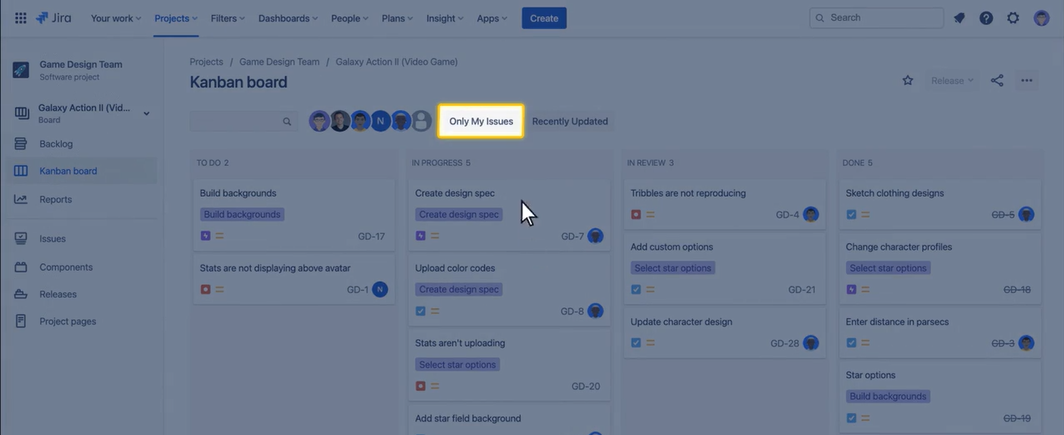 Jira Your work Projects Filters Dashboards People Plans Insight Apps Create Search
Game Design Team
Software project
Galaxy Action II (Vid
Board
Backlog
Kanban board
Reports
Issues
Components
Releases
Project pages
Projects / Game Design Team / Galaxy Action II (Video Game)
Kanban board
Release
N
Only My Issues
Recently Updated
TO DO 2
Build backgrounds
Build backgrounds
GD-17
Stats are not displaying above avatar
GD-1 N
IN PROGRESS 5
Create design spec
Create design spec
GD-7
Upload color codes
Create design spec
GD-8
Stats aren't uploading
Select star options
GD-20
Add star field background
IN REVIEW 3
Tribbles are not reproducing
GD-4
Add custom options
Select star options
GD-21
Update character design
GD-28
DONE 5
Sketch clothing designs
GD-5
Change character profiles
Select star options
GD-18
Enter distance in parsecs
GD-3
Star options
Build backgrounds
GD-19